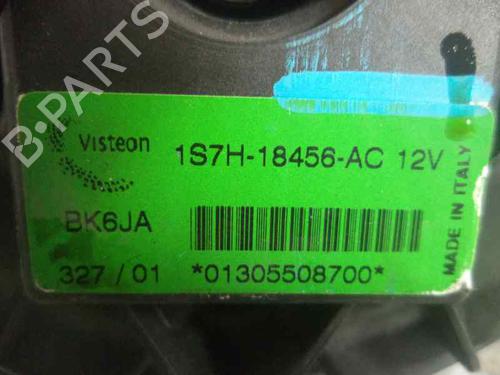 B-PARTS
Visteon
1S7H-18456-AC 12V
BK6JA
327 / 01 *01305508700*
MADE IN ITALY